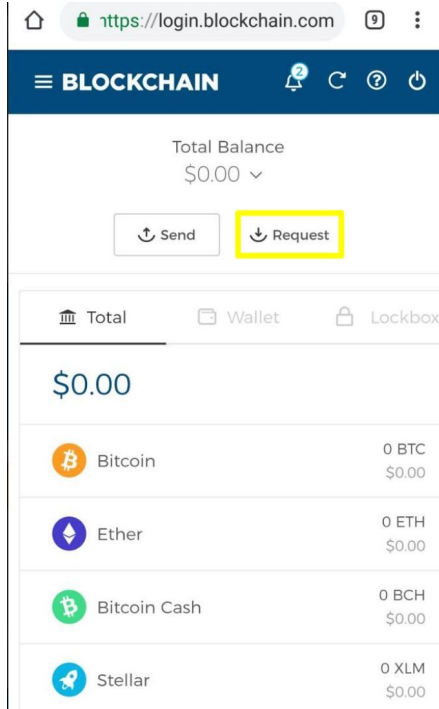 https://login.blockchain.com 9
BLOCKCHAIN 2
Total Balance
$0.00
Send Request
Total Wallet Lockbox
$0.00
Bitcoin 0 BTC
$0.00
Ether 0 ETH
$0.00
Bitcoin Cash 0 BCH
$0.00
Stellar 0 XLM
$0.00